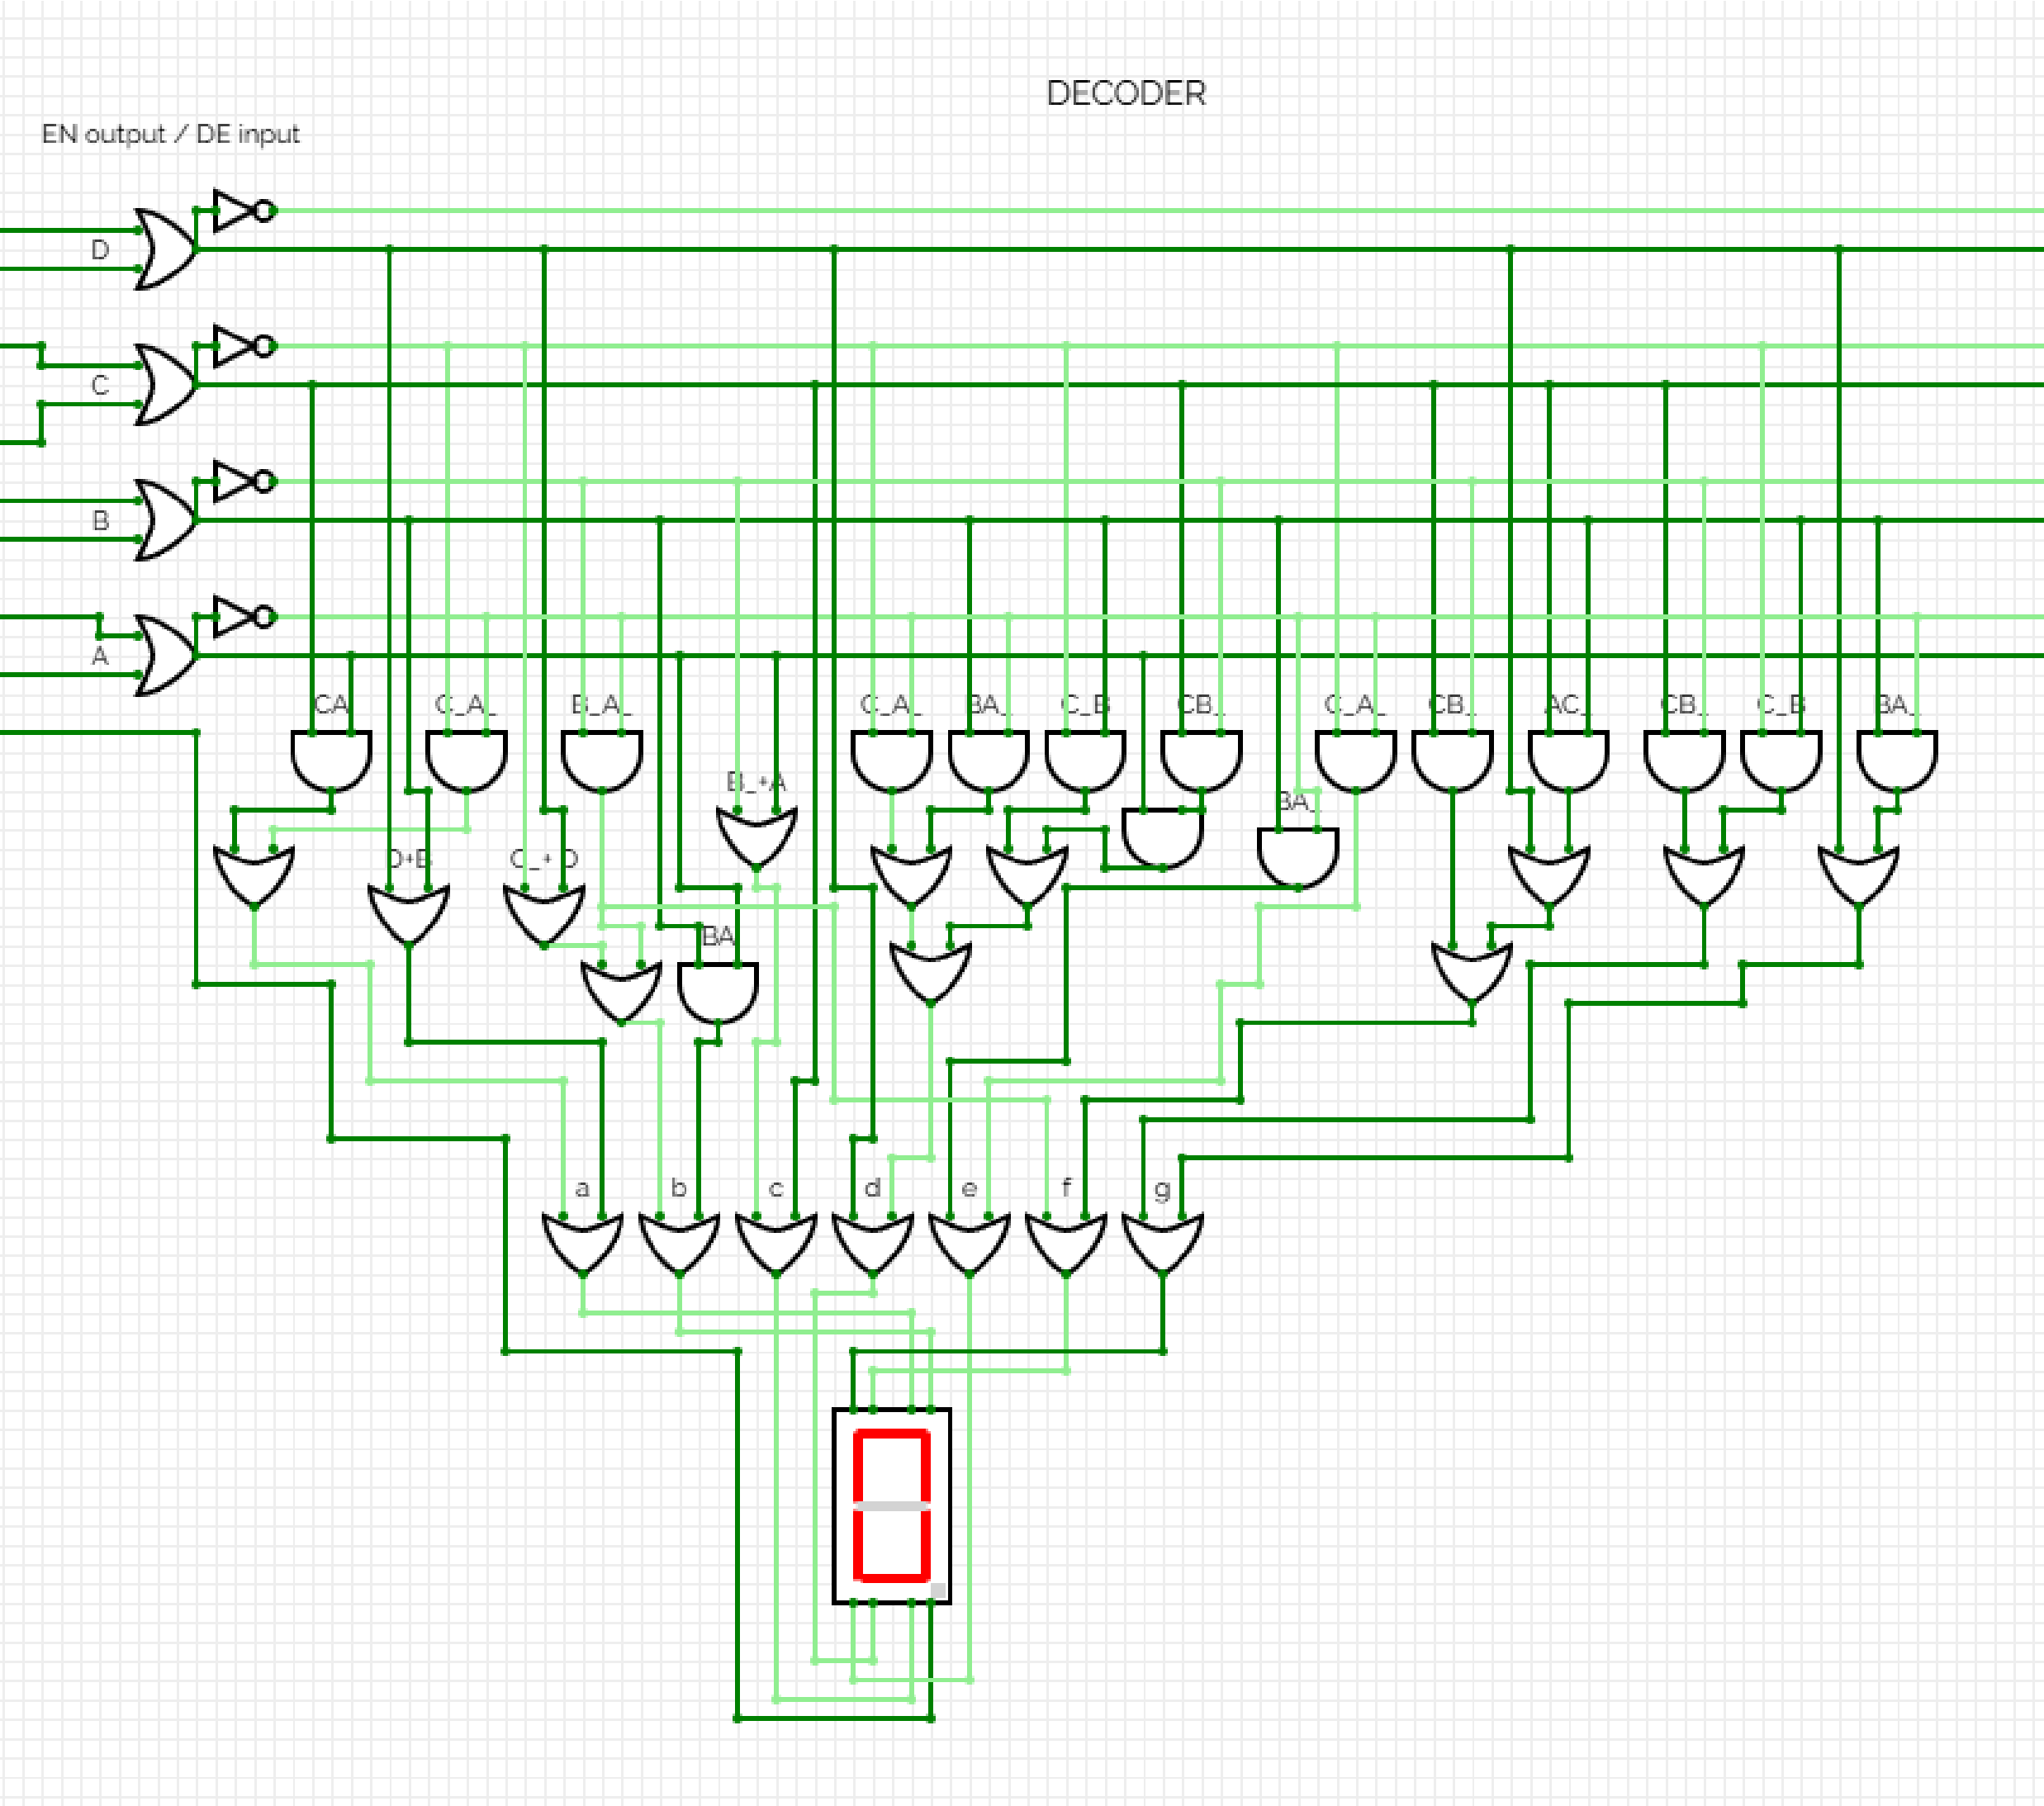 DECODER
EN output / DE input
D
C
B
A
CA
C_A_
B_A_
C_A_
BA_
C_B
CB_
C_A_
CB_
AC_
CB_
C_B
BA_
B_+A
BA_
D+B
C_+D
BA
a
b
c
d
e
f
g